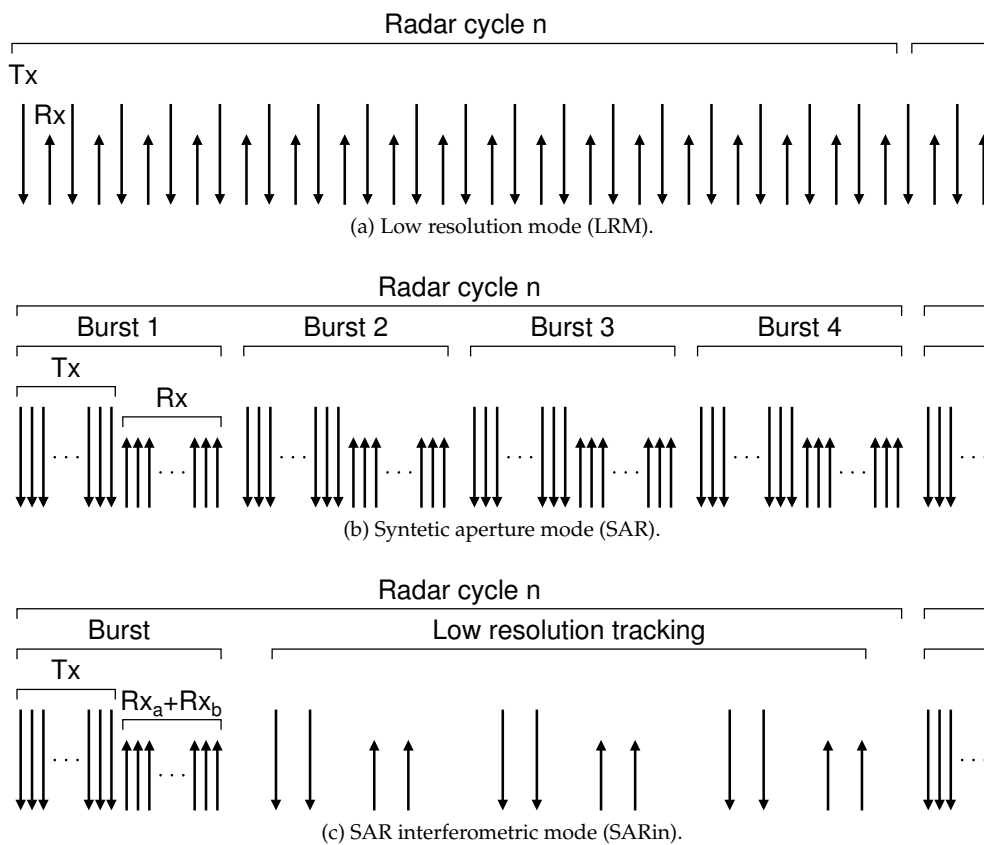 Radar cycle n
Tx
Rx
(a) Low resolution mode (LRM).
Radar cycle n
Burst 1 Burst 2 Burst 3 Burst 4
Tx
Rx
. . . . . . . . . . . . . . . . . . . . . . . . . . .
(b) Syntetic aperture mode (SAR).
Radar cycle n
Burst Low resolution tracking
Tx
Rxa+Rxb
. . . . . . . . .
(c) SAR interferometric mode (SARin).